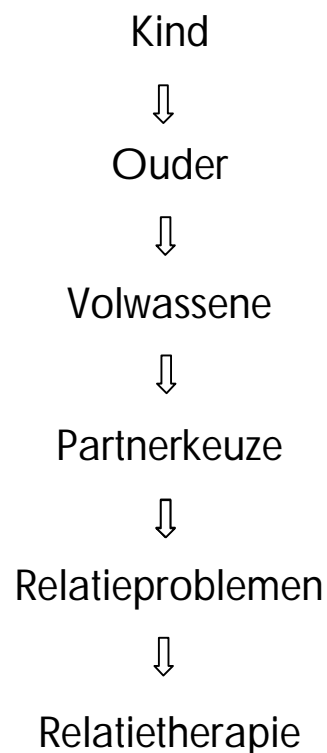 Kind
⇩
Ouder
⇩
Volwassene
⇩
Partnerkeuze
⇩
Relatieproblemen
⇩
Relatietherapie